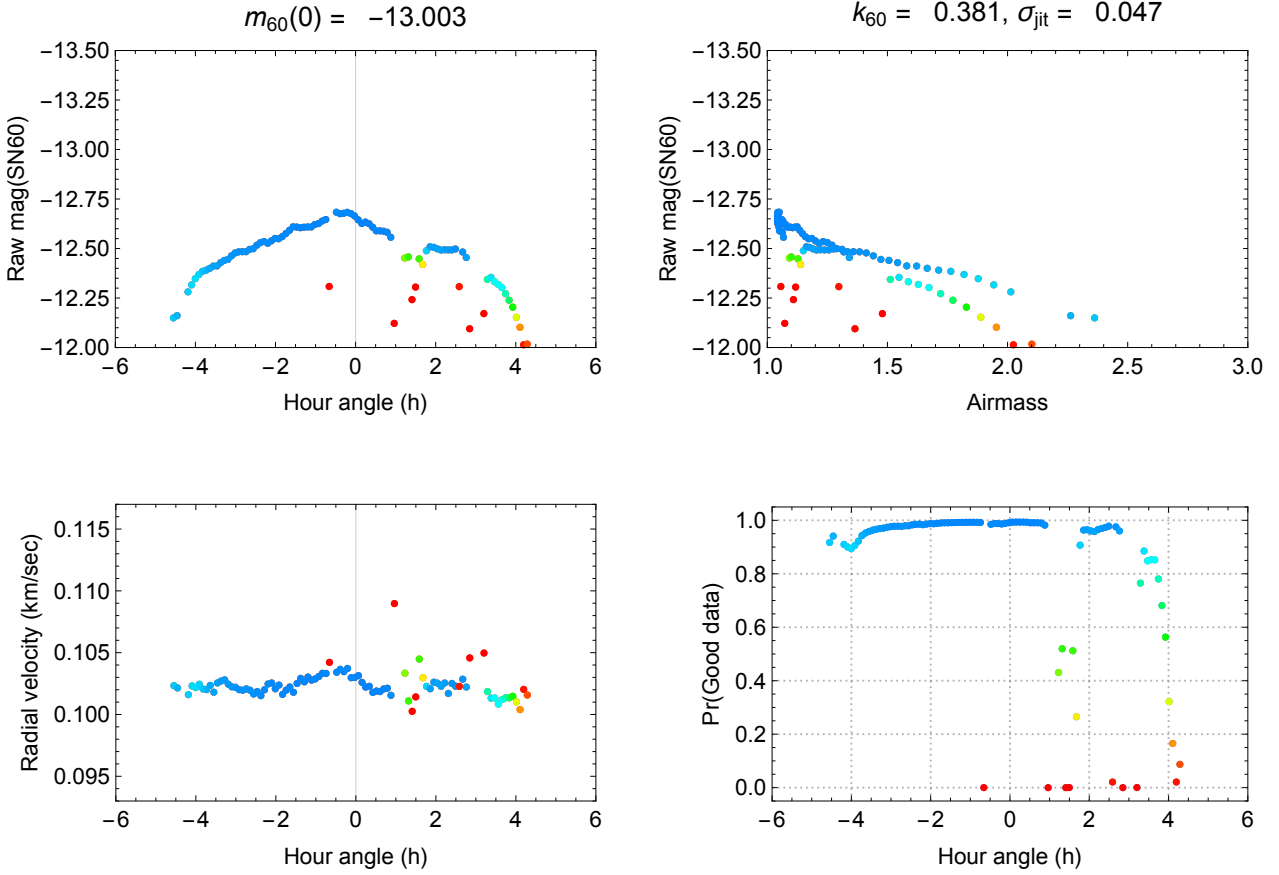 m₆₀(0) = −13.003
k₆₀ = 0.381, σ_jit = 0.047
Raw mag(SN60)
−13.50
−13.25
−13.00
−12.75
−12.50
−12.25
−12.00
−6 −4 −2 0 2 4 6
Hour angle (h)
Raw mag(SN60)
−13.50
−13.25
−13.00
−12.75
−12.50
−12.25
−12.00
1.0 1.5 2.0 2.5 3.0
Airmass
Radial velocity (km/sec)
0.115
0.110
0.105
0.100
0.095
−6 −4 −2 0 2 4 6
Hour angle (h)
Pr(Good data)
1.0
0.8
0.6
0.4
0.2
0.0
−6 −4 −2 0 2 4 6
Hour angle (h)